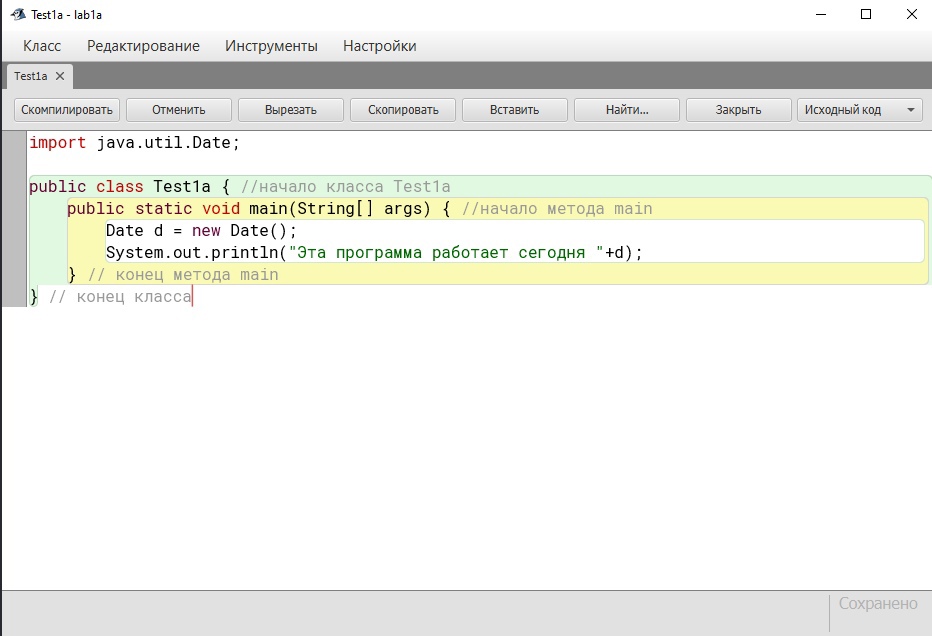 Test1a - lab1a
Класс Редактирование Инструменты Настройки
Test1a
Скомпилировать Отменить Вырезать Скопировать Вставить Найти... Закрыть Исходный код
import java.util.Date;
public class Test1a { //начало класса Test1a
public static void main(String[] args) { //начало метода main
Date d = new Date();
System.out.println("Эта программа работает сегодня "+d);
} // конец метода main
} // конец класса
Сохранено